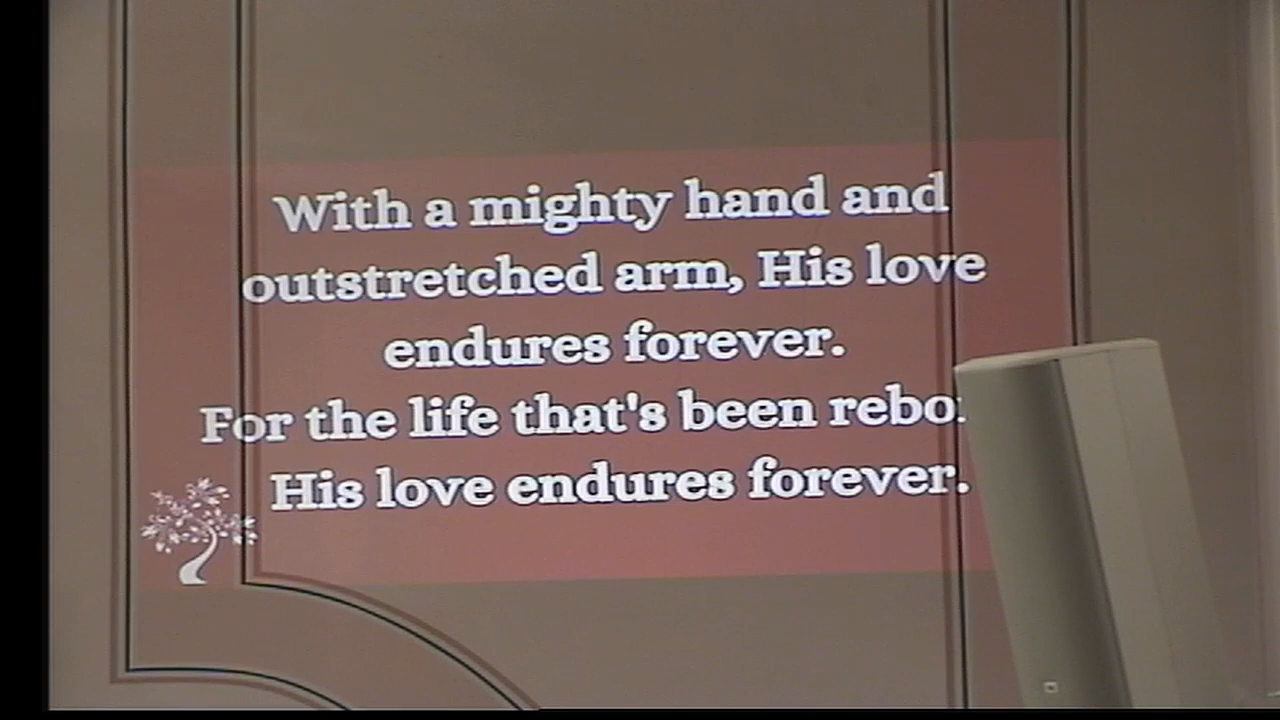 With a mighty hand and
outstretched arm, His love
endures forever.
For the life that's been
His love endures forever.